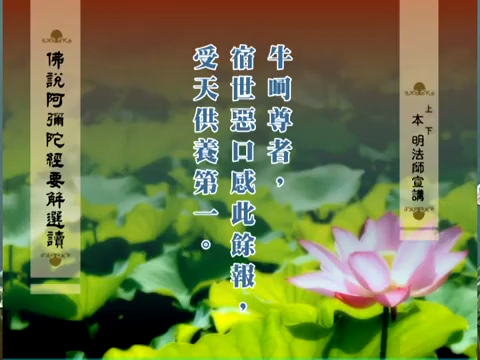 上下
本明法師宣講
牛呞尊者，
宿世惡口感此餘報，
受天供養第一。
佛說阿彌陀經要解選讀